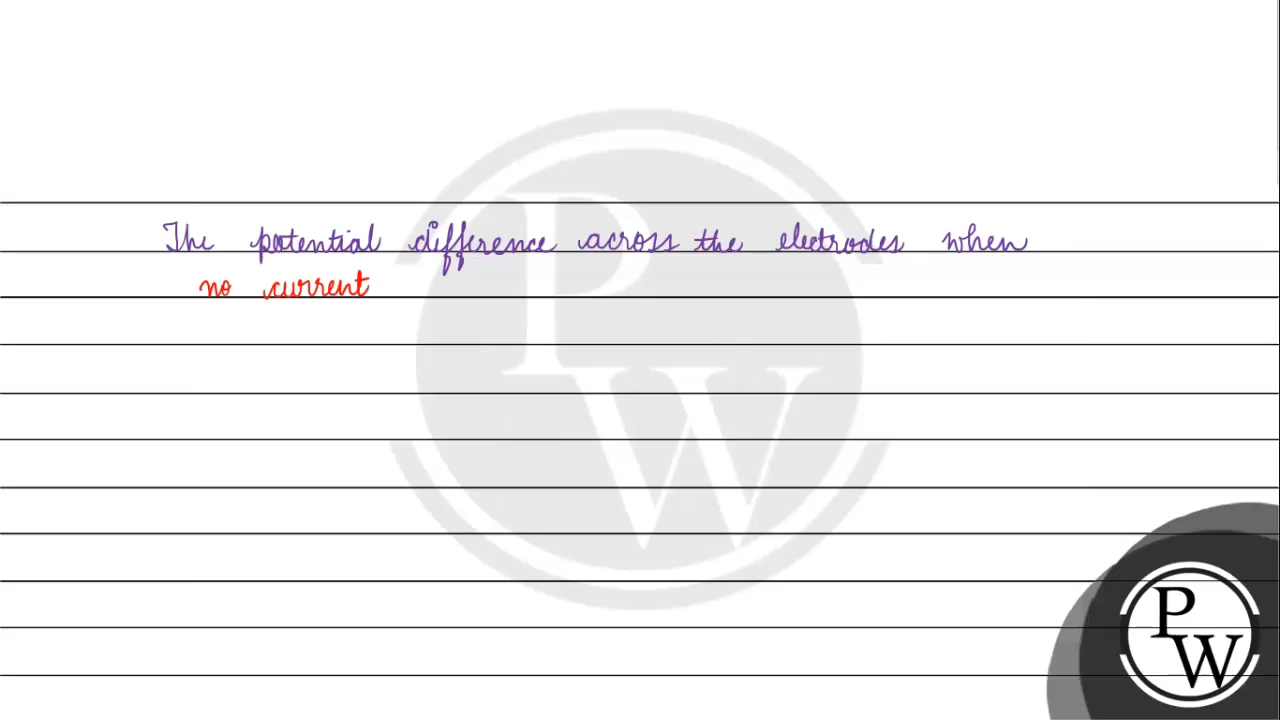 The potential difference across the electrodes when
no current
P
W
P
W